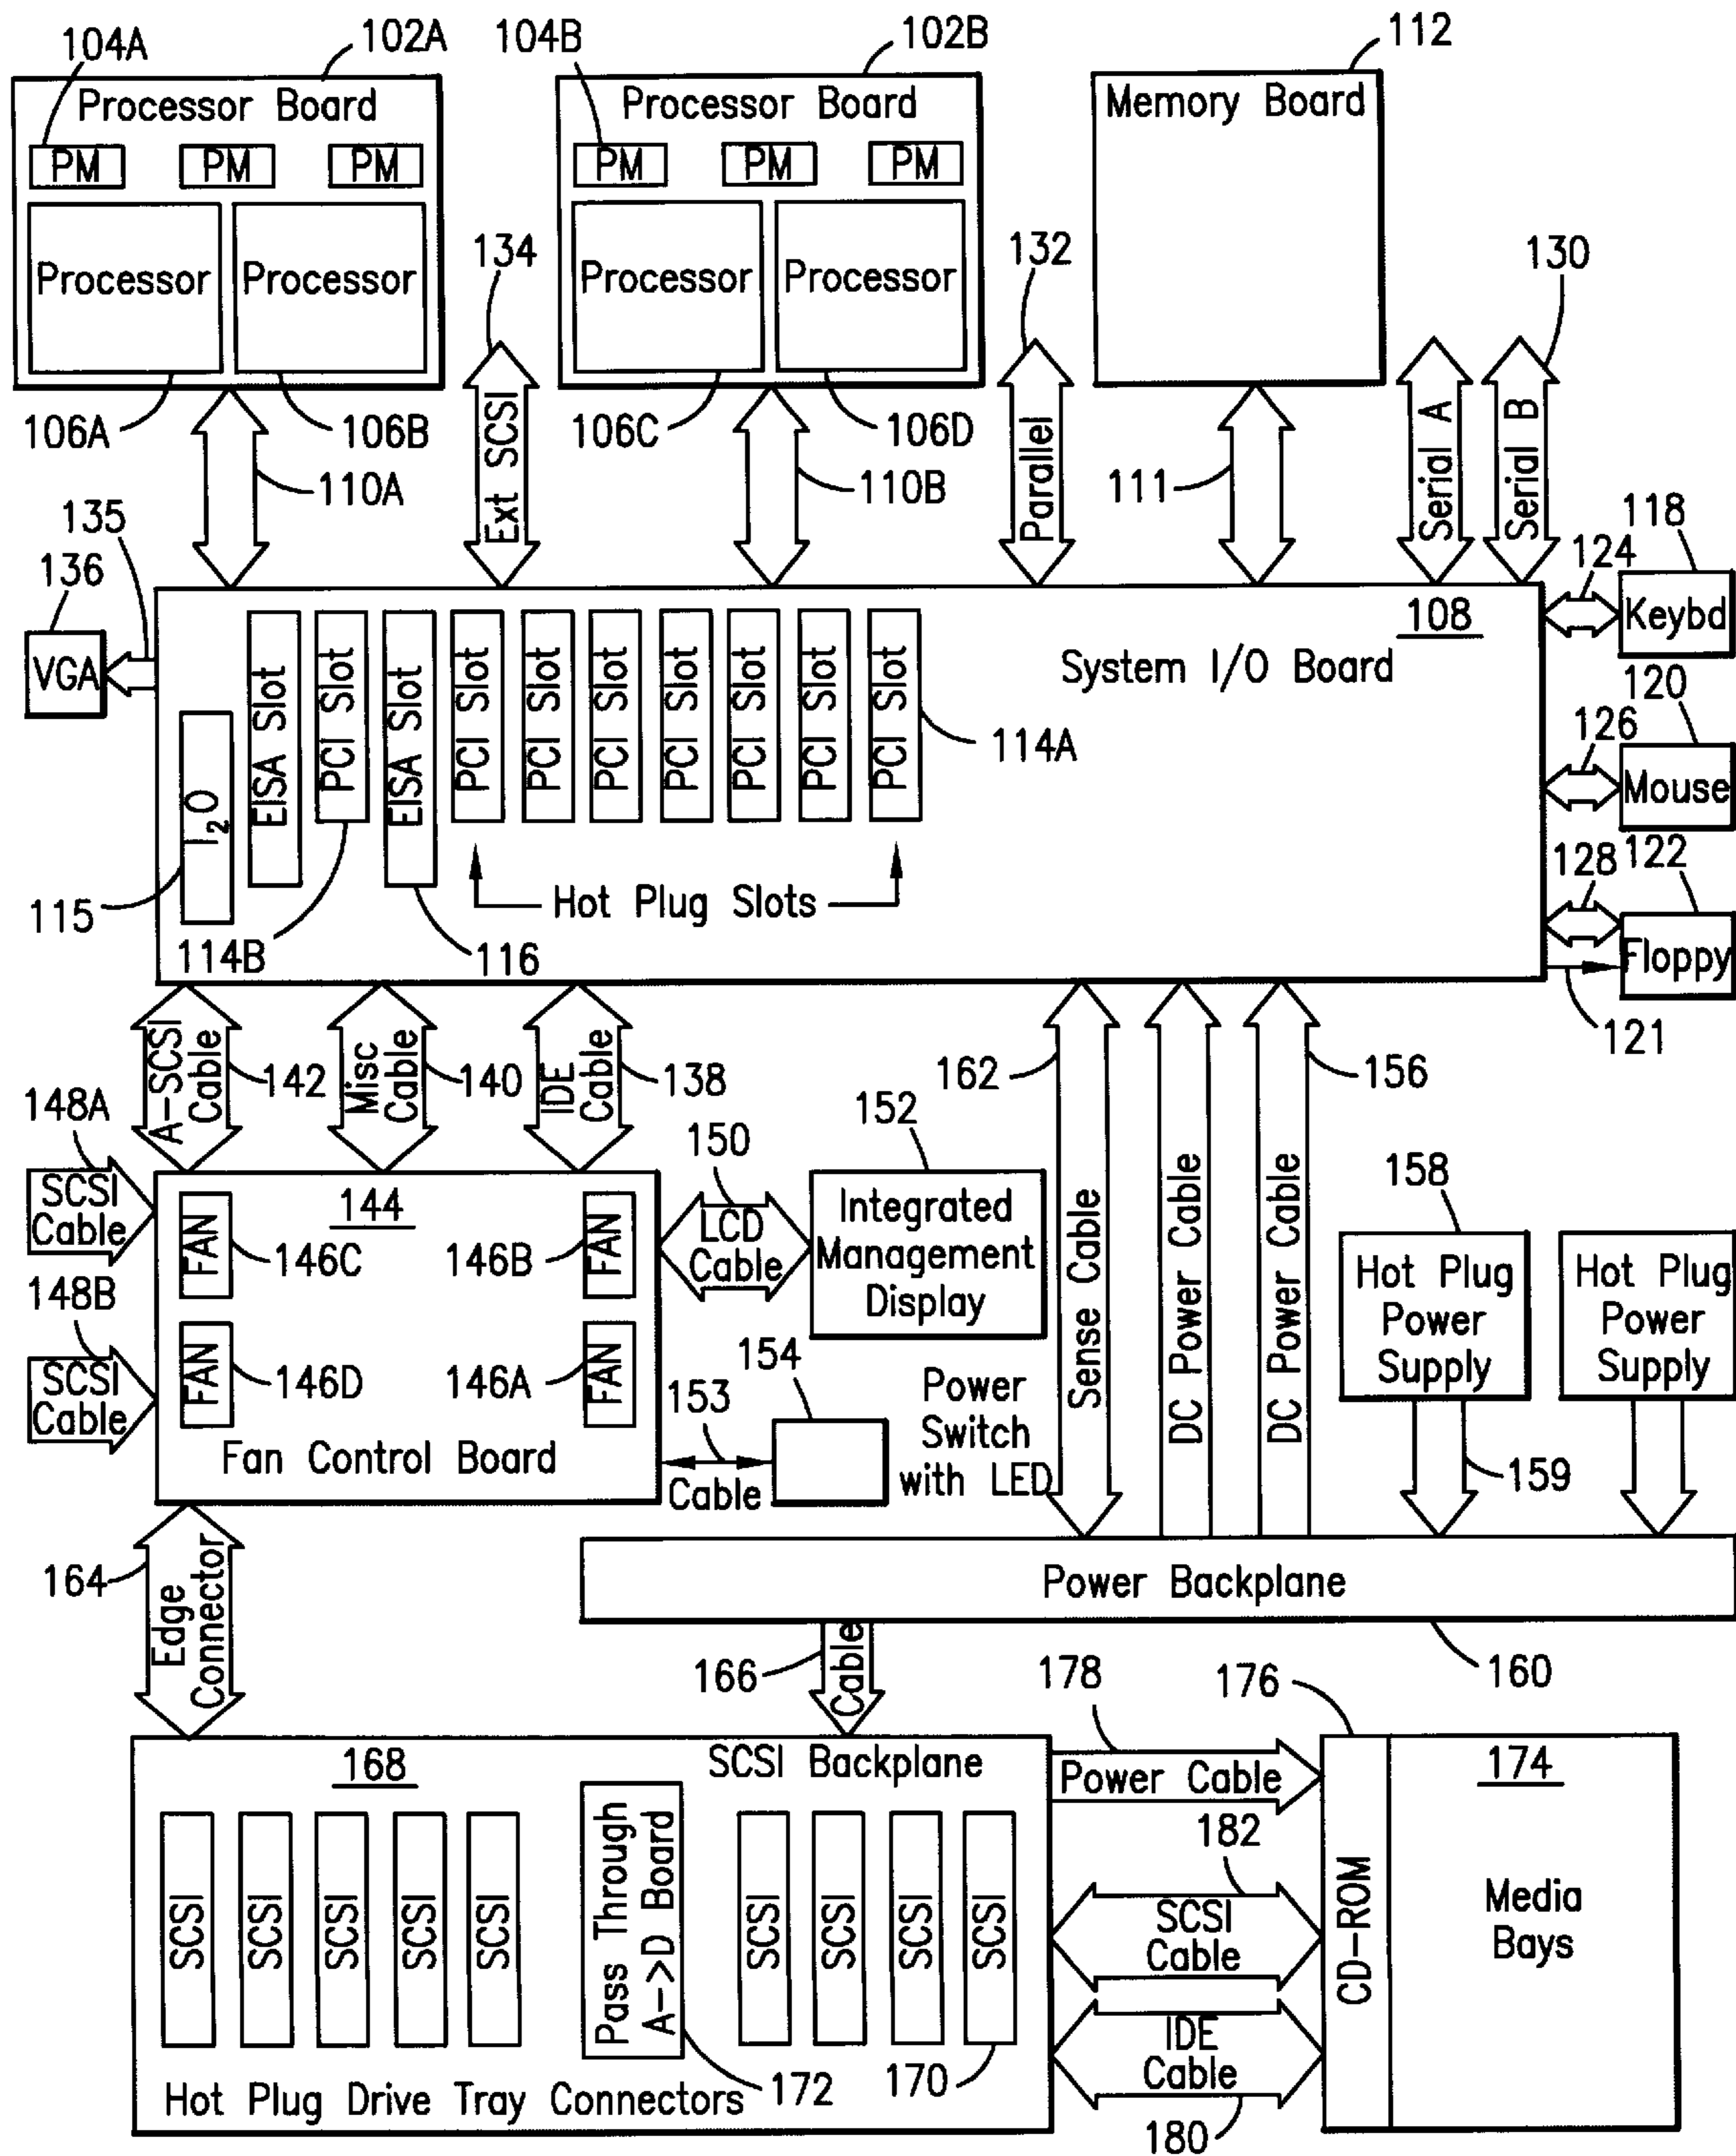 104A
102A
104B
102B
112
Processor Board
Processor Board
Memory Board
PM
PM
PM
PM
PM
PM
Processor
Processor
Processor
Processor
134
132
130
106A
106B
106C
106D
110A
Ext SCSI
110B
Parallel
111
Serial A
Serial B
135
136
VGA
124
118
Keybd
108
System I/O Board
I2O
EISA Slot
PCI Slot
EISA Slot
PCI Slot
PCI Slot
PCI Slot
PCI Slot
PCI Slot
PCI Slot
PCI Slot
114A
120
126
Mouse
122
128
Floppy
121
115
114B
116
Hot Plug Slots
A-SCSI
Cable
142
Misc
Cable
140
IDE
Cable
138
162
156
148A
SCSI
Cable
148B
SCSI
Cable
144
FAN
146C
146B
FAN
FAN
146D
146A
FAN
Fan Control Board
150
LCD
Cable
152
Integrated
Management
Display
153
Cable
154
Power
Switch
with LED
Sense Cable
DC Power Cable
DC Power Cable
158
Hot Plug
Power
Supply
Hot Plug
Power
Supply
159
164
Edge
Connector
Power Backplane
160
166
Cable
168
SCSI Backplane
SCSI
SCSI
SCSI
SCSI
SCSI
Pass Through
A->D Board
SCSI
SCSI
SCSI
SCSI
172
170
Hot Plug Drive Tray Connectors
178
Power Cable
176
174
182
SCSI
Cable
IDE
Cable
180
CD-ROM
Media
Bays